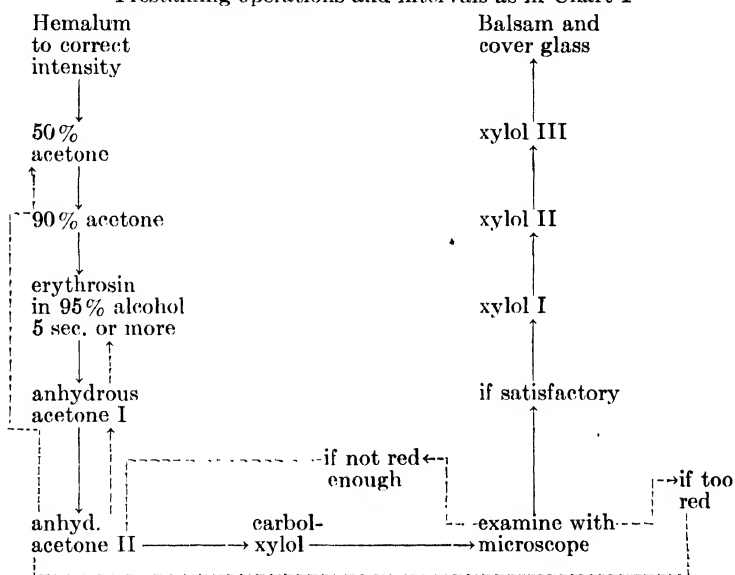 Prestaining operations and intervals as in Chart I
Hemalum
to correct
intensity
50%
acetone
90% acetone
erythrosin
in 95% alcohol
5 sec. or more
anhydrous
acetone I
anhyd.
acetone II
carbol-
xylol
if not red
enough
examine with
microscope
if too
red
if satisfactory
xylol I
xylol II
xylol III
Balsam and
cover glass